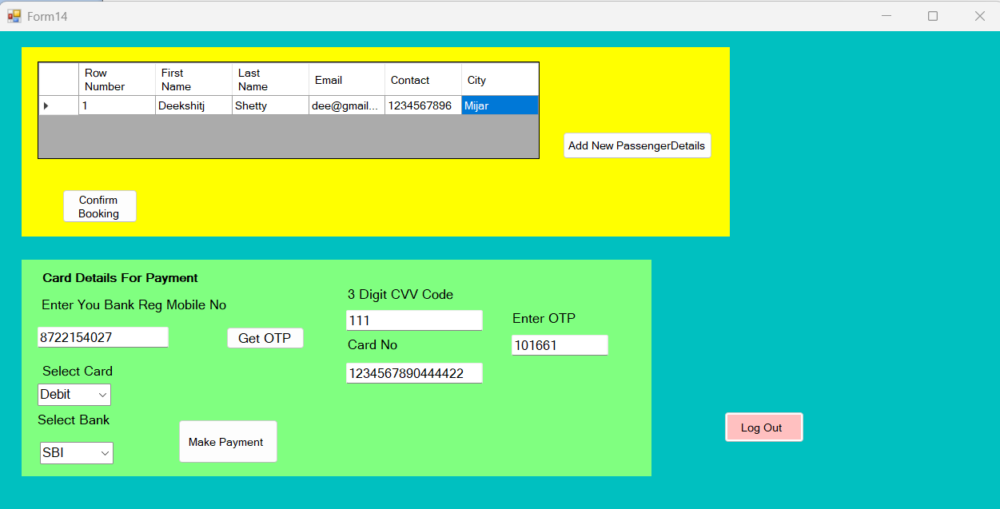 Form14
Row Number First Name Last Name Email Contact City
1 Deekshitj Shetty dee@gmail... 1234567896 Mijar
Add New PassengerDetails
Confirm
Booking
Card Details For Payment
Enter You Bank Reg Mobile No
8722154027
Get OTP
Select Card
Debit
Select Bank
SBI
Make Payment
3 Digit CVV Code
111
Card No
1234567890444422
Enter OTP
101661
Log Out